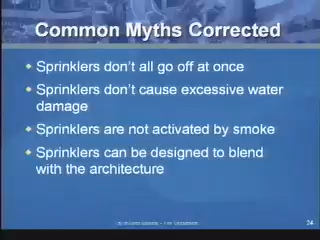 Common Myths Corrected
Sprinklers don't all go off at once
Sprinklers don't cause excessive water
damage
Sprinklers are not activated by smoke
Sprinklers can be designed to blend
with the architecture
24